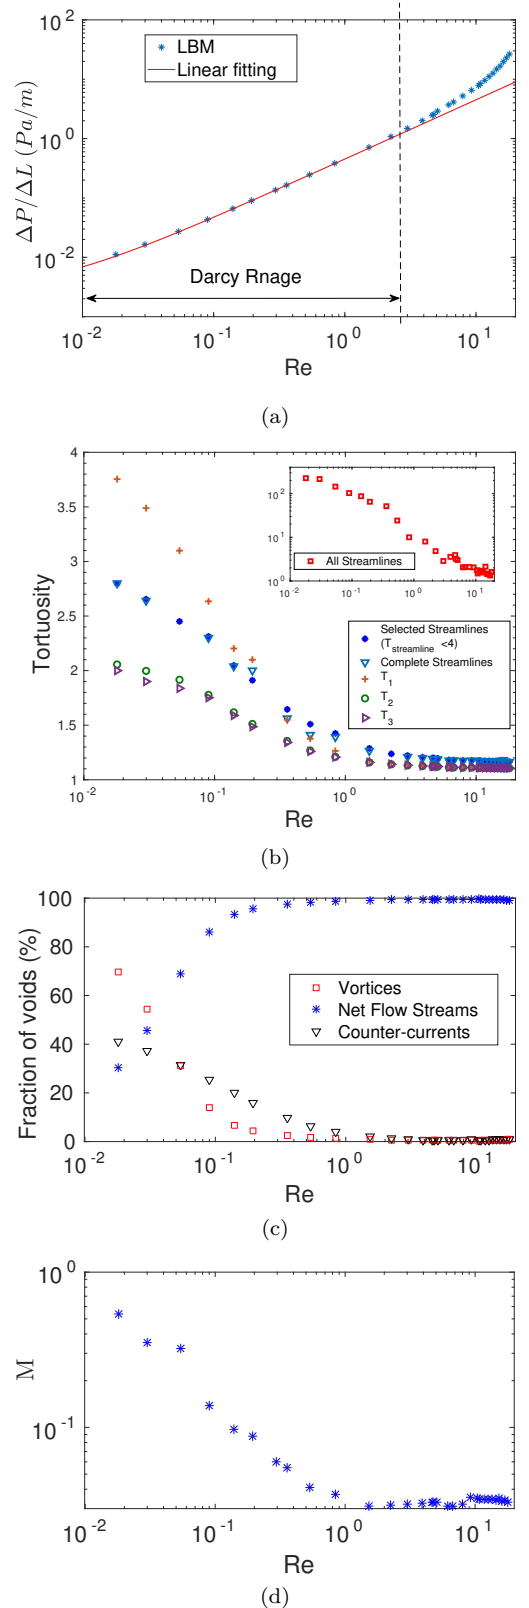 10^2
10^0
10^-2
ΔP/ΔL (Pa/m)
LBM
Linear fitting
Darcy Rnage
10^-2 10^-1 10^0 10^1
Re
(a)
4
3.5
3
2.5
2
1.5
1
Tortuosity
10^2
10^1
10^0
All Streamlines
10^-2 10^-1 10^0 10^1
Selected Streamlines
(T_streamline <4)
Complete Streamlines
T_1
T_2
T_3
10^-2 10^-1 10^0 10^1
Re
(b)
100
80
60
40
20
0
Fraction of voids (%)
Vortices
Net Flow Streams
Counter-currents
10^-2 10^-1 10^0 10^1
Re
(c)
10^0
10^-1
M
10^-2 10^-1 10^0 10^1
Re
(d)